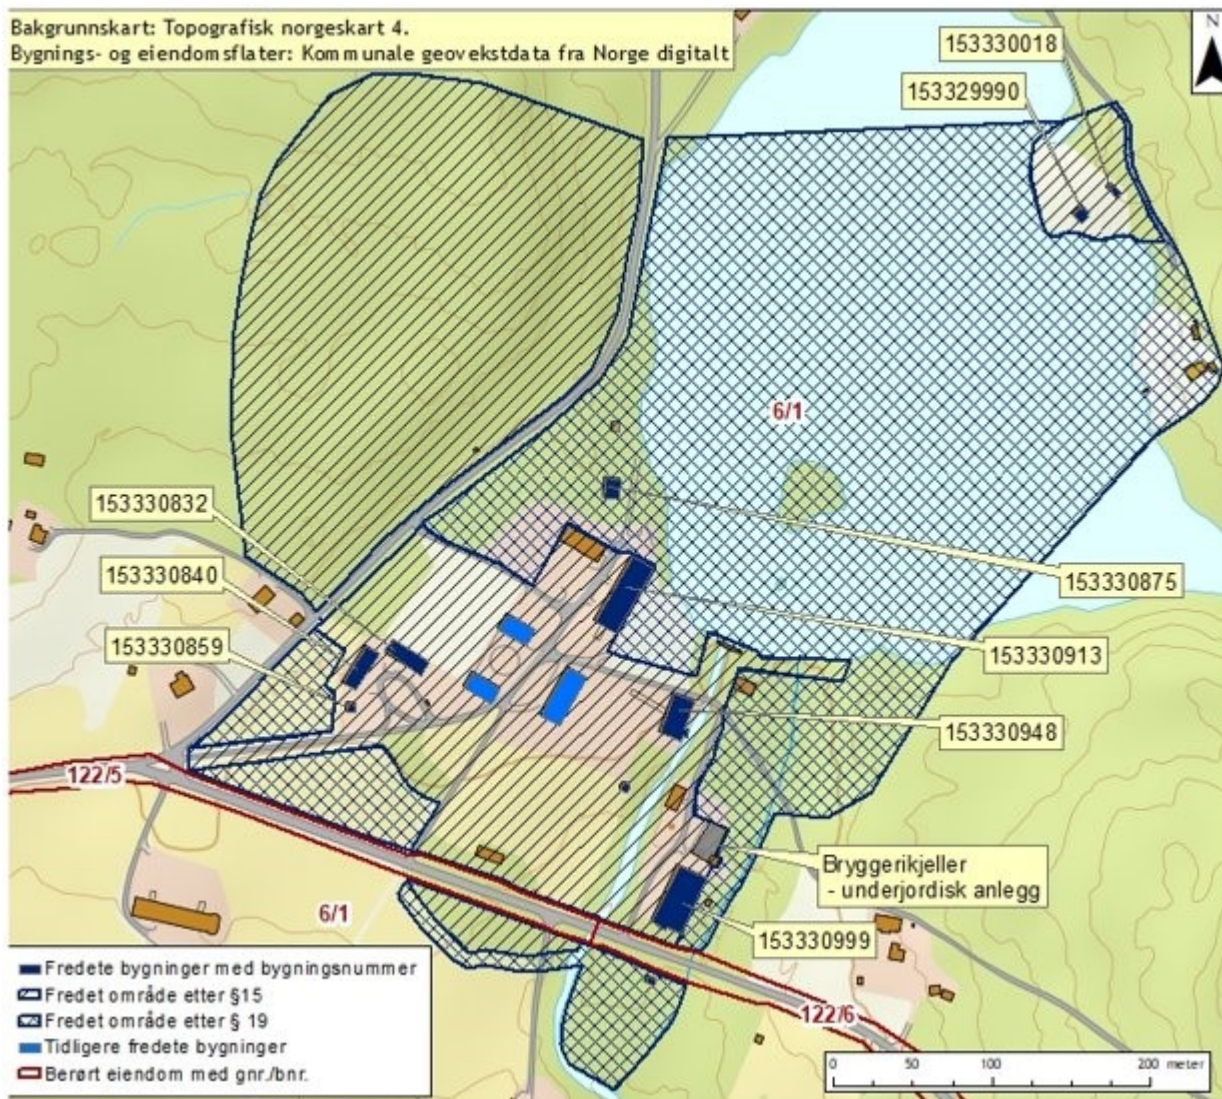 Bakgrunnskart: Topografisk norgeskart 4.
Bygnings- og eiendomsflater: Kommunale geovekstdata fra Norge digitalt
N
153330018
153329990
6/1
153330832
153330840
153330859
153330875
153330913
153330948
122/5
Bryggerikjeller
- underjordisk anlegg
6/1
153330999
122/6
Fredete bygninger med bygningsnummer
Fredet område etter §15
Fredet område etter § 19
Tidligere fredete bygninger
Berørt eiendom med gnr./bnr.
0 50 100 200 meter